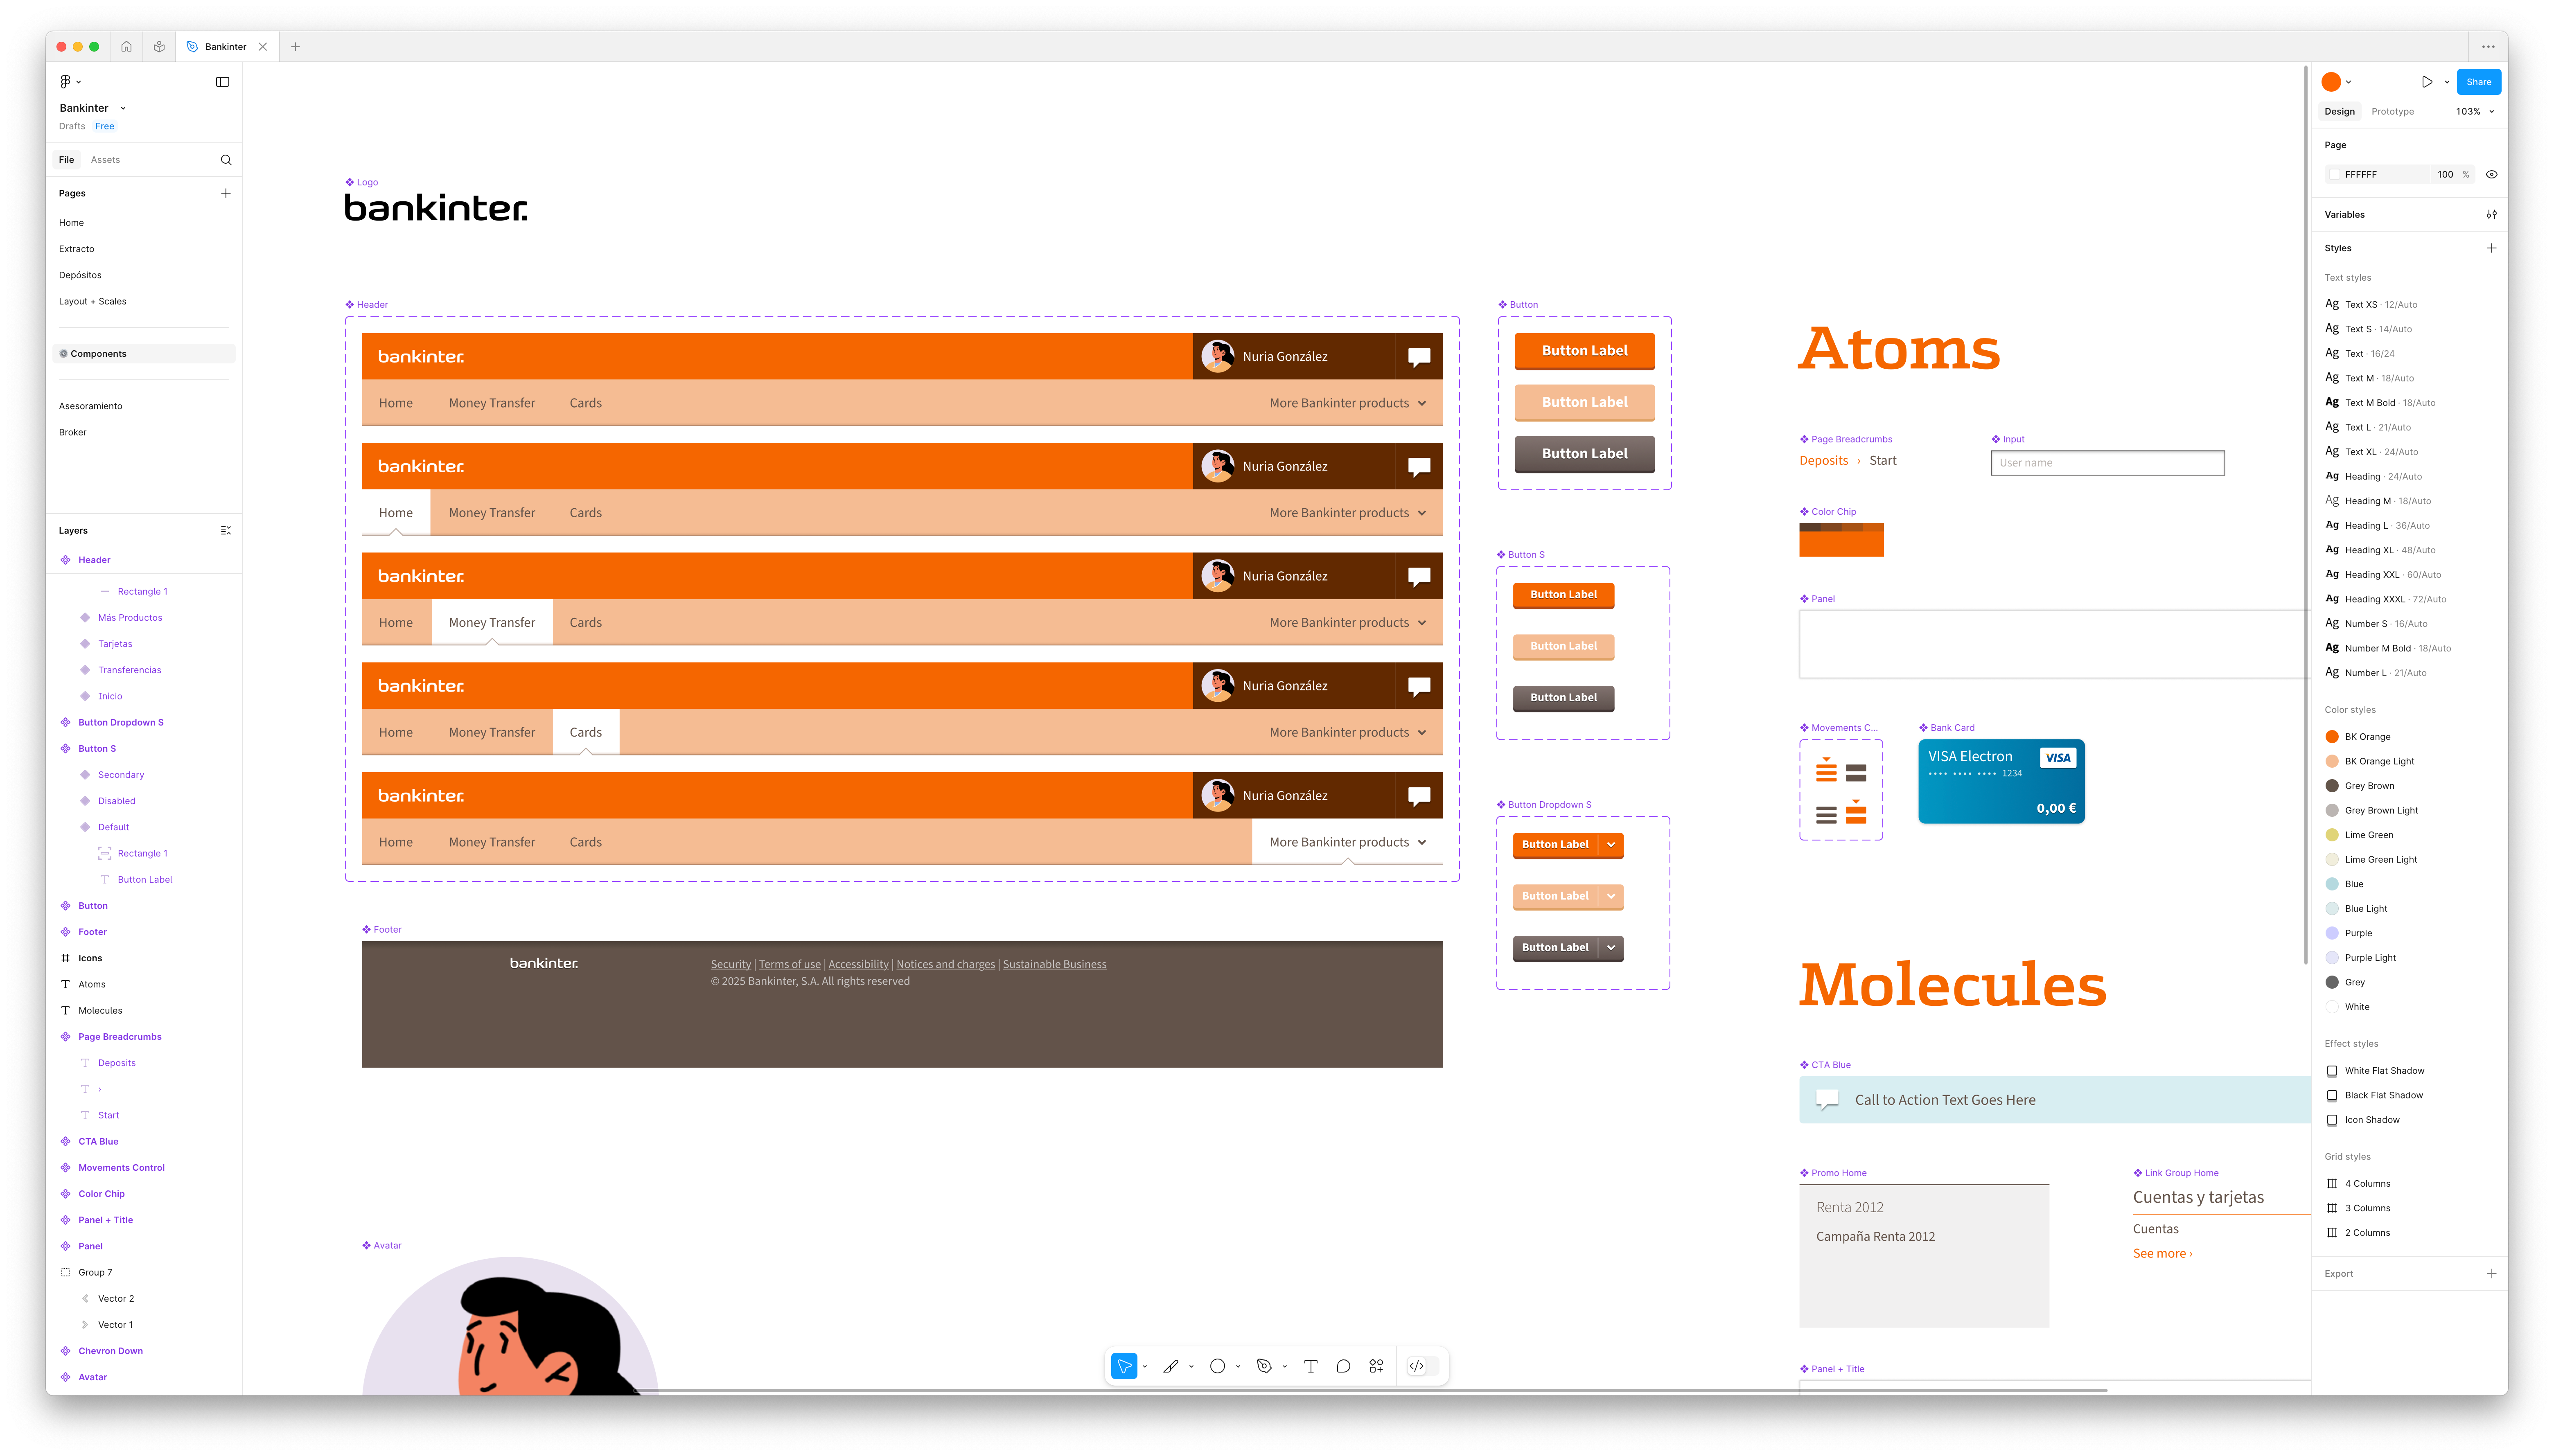 Bankinter
Bankinter
Drafts Free
File Assets
Pages
Home
Extracto
Depósitos
Layout + Scales
Components
Asesoramiento
Broker
Layers
Header
Rectangle 1
Más Productos
Tarjetas
Transferencias
Inicio
Button Dropdown S
Button S
Secondary
Disabled
Default
Rectangle 1
Button Label
Button
Footer
Icons
Atoms
Molecules
Page Breadcrumbs
Deposits
›
Start
CTA Blue
Movements Control
Color Chip
Panel + Title
Panel
Group 7
Vector 2
Vector 1
Chevron Down
Avatar
Logo
bankinter.
Header
bankinter. Nuria González
Home Money Transfer Cards More Bankinter products
bankinter. Nuria González
Home Money Transfer Cards More Bankinter products
bankinter. Nuria González
Home Money Transfer Cards More Bankinter products
bankinter. Nuria González
Home Money Transfer Cards More Bankinter products
bankinter. Nuria González
Home Money Transfer Cards More Bankinter products
Footer
bankinter.
Security | Terms of use | Accessibility | Notices and charges | Sustainable Business
© 2025 Bankinter, S.A. All rights reserved
Avatar
Button
Button Label
Button Label
Button Label
Button S
Button Label
Button Label
Button Label
Button Dropdown S
Button Label
Button Label
Button Label
Atoms
Page Breadcrumbs
Deposits › Start
Input
User name
Color Chip
Panel
Movements C...
Bank Card
VISA Electron VISA
•••• •••• •••• 1234
0,00 €
Molecules
CTA Blue
Call to Action Text Goes Here
Promo Home
Renta 2012
Campaña Renta 2012
Link Group Home
Cuentas y tarjetas
Cuentas
See more ›
Panel + Title
Share
Design Prototype 103%
Page
FFFFFF 100 %
Variables
Styles
Text styles
Ag Text XS · 12/Auto
Ag Text S · 14/Auto
Ag Text · 16/24
Ag Text M · 18/Auto
Ag Text M Bold · 18/Auto
Ag Text L · 21/Auto
Ag Text XL · 24/Auto
Ag Heading · 24/Auto
Ag Heading M · 18/Auto
Ag Heading L · 36/Auto
Ag Heading XL · 48/Auto
Ag Heading XXL · 60/Auto
Ag Heading XXXL · 72/Auto
Ag Number S · 16/Auto
Ag Number M Bold · 18/Auto
Ag Number L · 21/Auto
Color styles
BK Orange
BK Orange Light
Grey Brown
Grey Brown Light
Lime Green
Lime Green Light
Blue
Blue Light
Purple
Purple Light
Grey
White
Effect styles
White Flat Shadow
Black Flat Shadow
Icon Shadow
Grid styles
4 Columns
3 Columns
2 Columns
Export